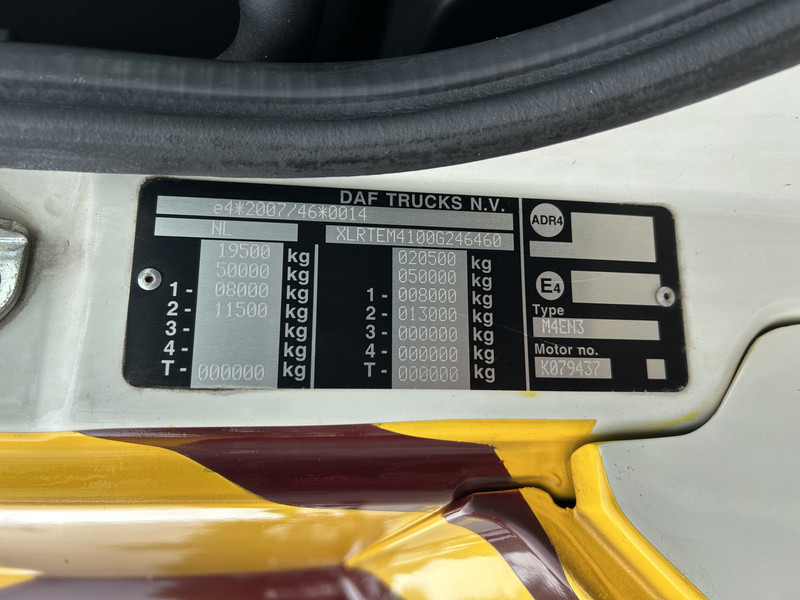 DAF TRUCKS N.V.
e4*2007/46*0014
NL XLRTEM4100G246460
19500 kg 020500 kg
50000 kg 050000 kg
1- 08000 kg 1- 008000 kg
2- 11500 kg 2- 013000 kg
3- kg 3- 000000 kg
4- kg 4- 000000 kg
T- 000000 kg T- 000000 kg
ADR4
E4
Type
M4EN3
Motor no.
K079437